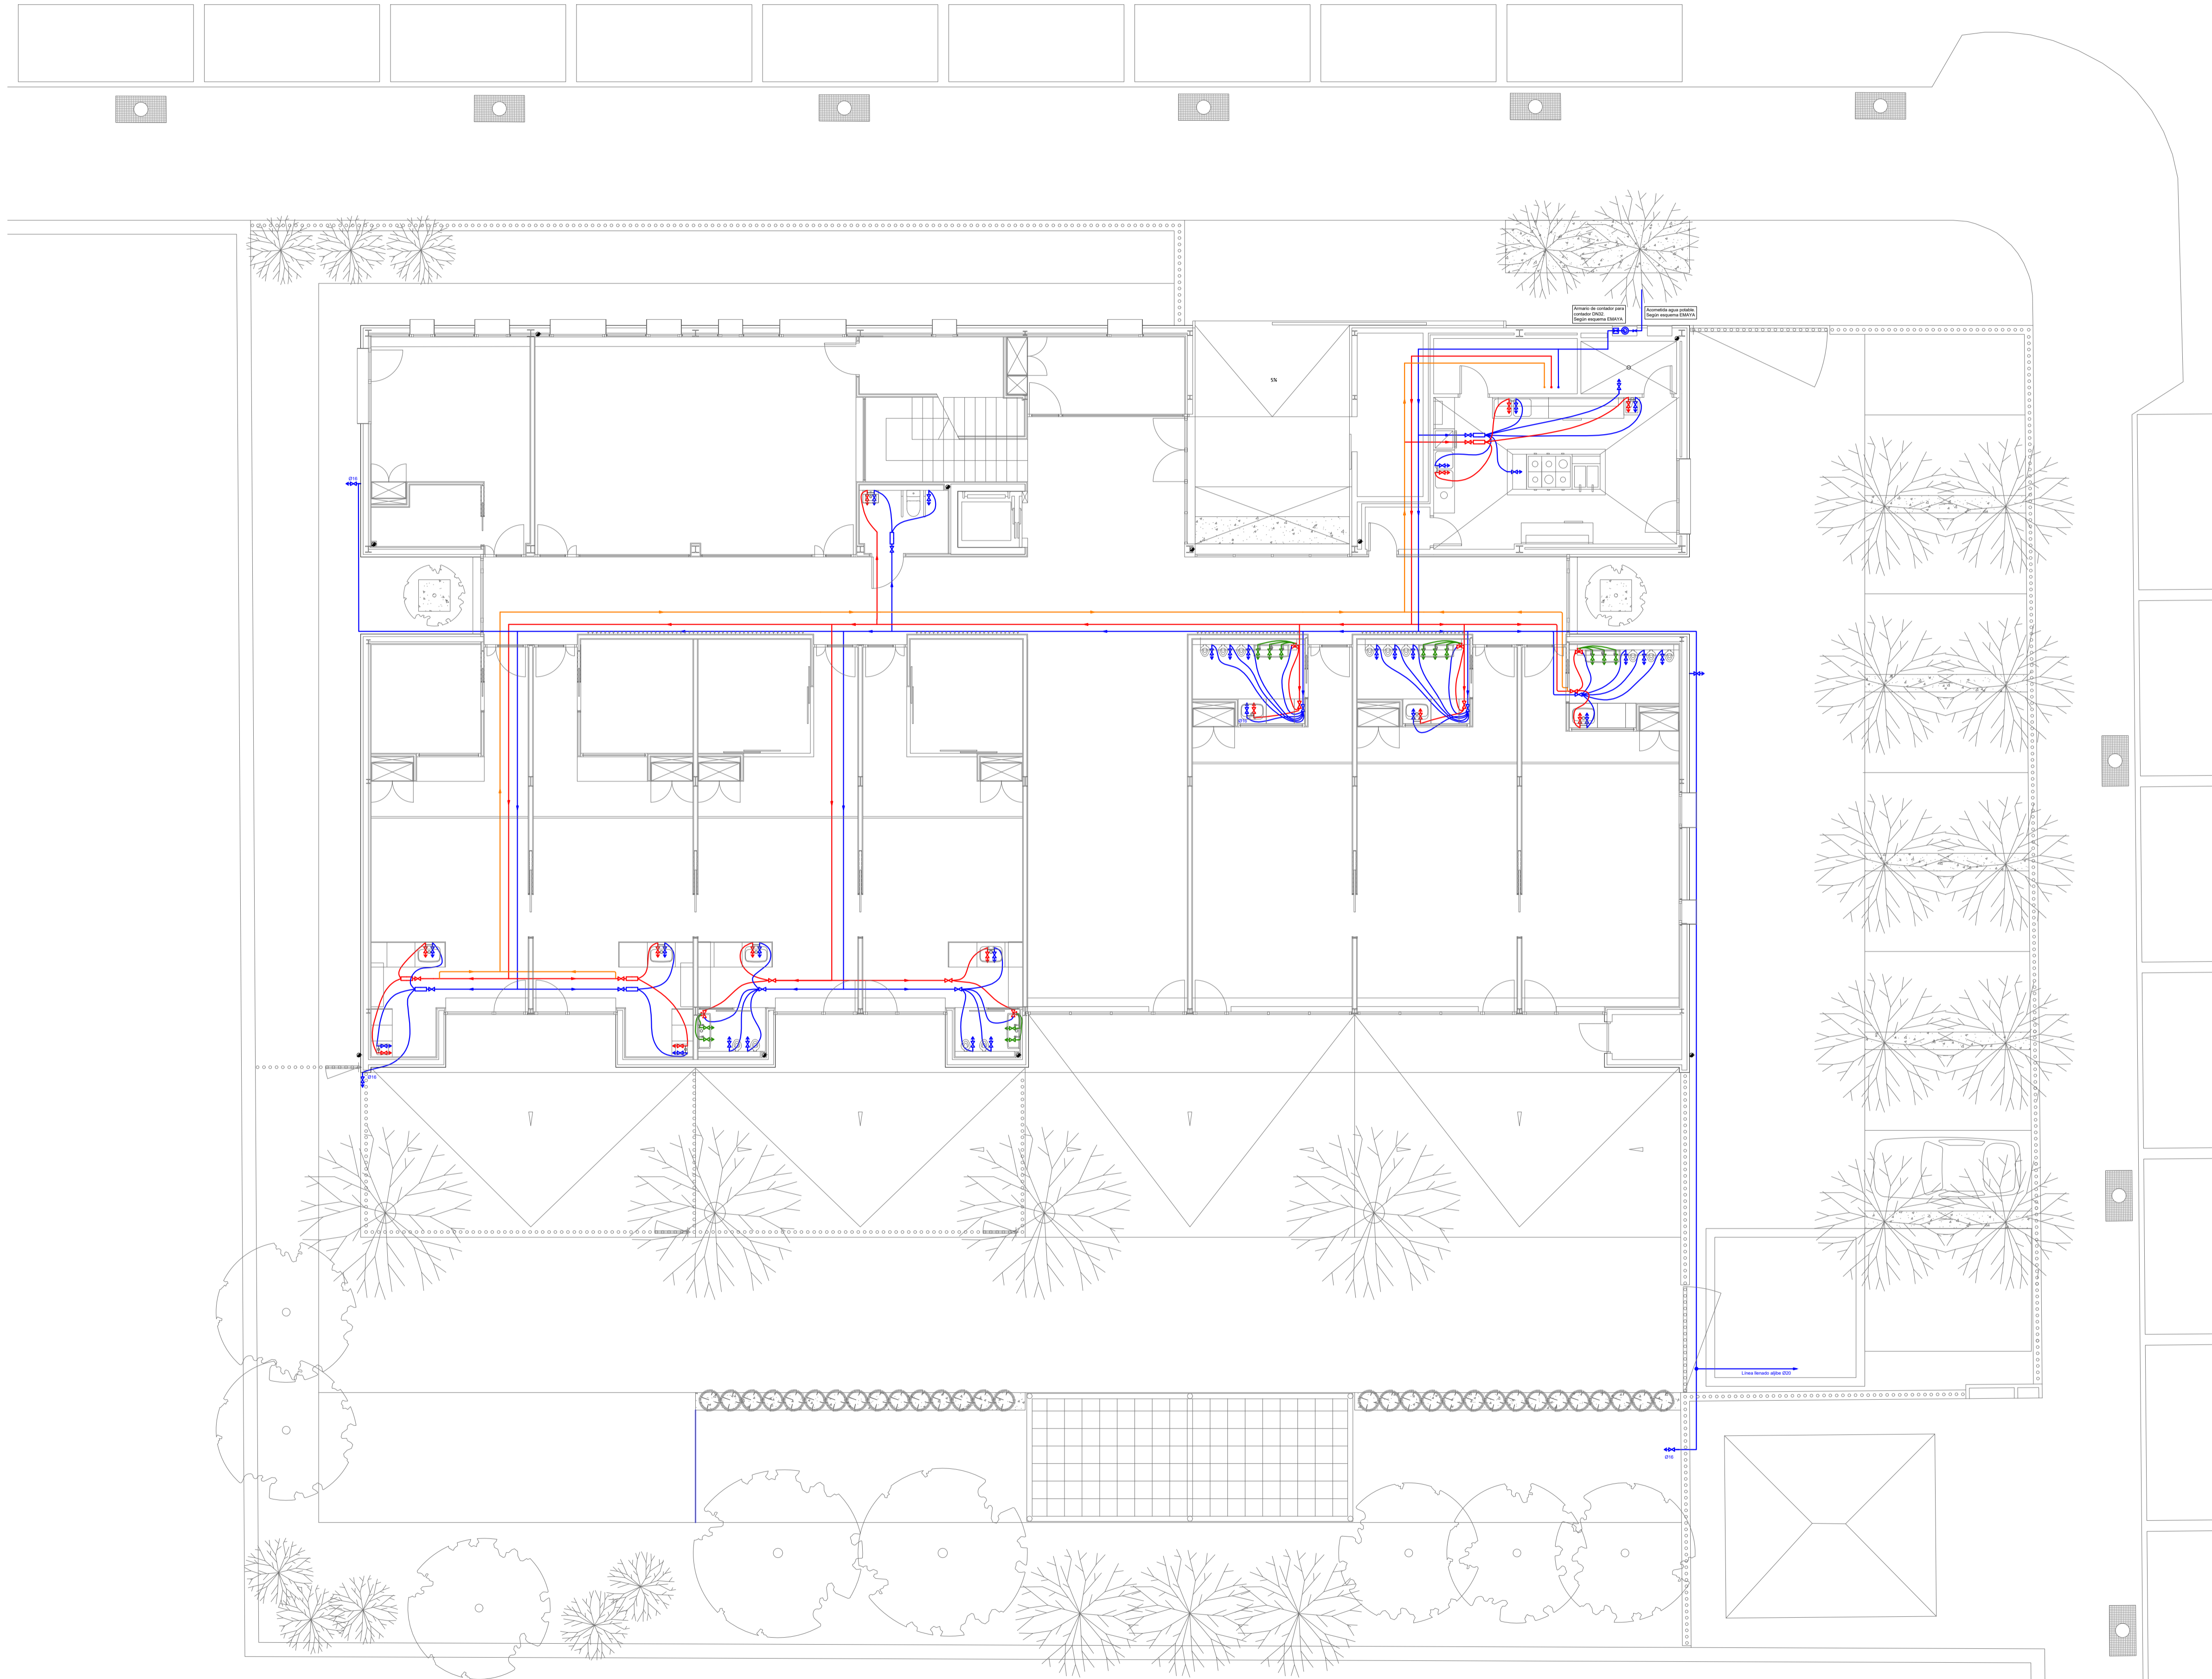 Armario de contador para
contador DN32.
Según esquema EMAYA
Acometida agua potable.
Según esquema EMAYA
SN
Ø16
Ø16
Línea llenado aljibe Ø20
Ø16